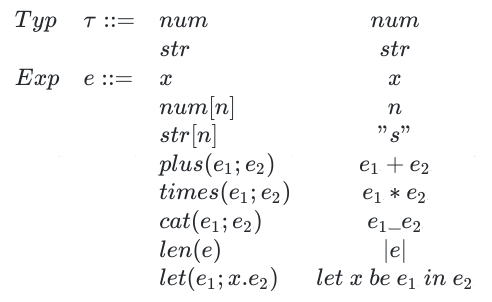 Typ τ ::= num num
str str
Exp e ::= x x
num[n] n
str[n] ”s”
plus(e₁; e₂) e₁ + e₂
times(e₁; e₂) e₁ ∗ e₂
cat(e₁; e₂) e₁_e₂
len(e) |e|
let(e₁; x.e₂) let x be e₁ in e₂